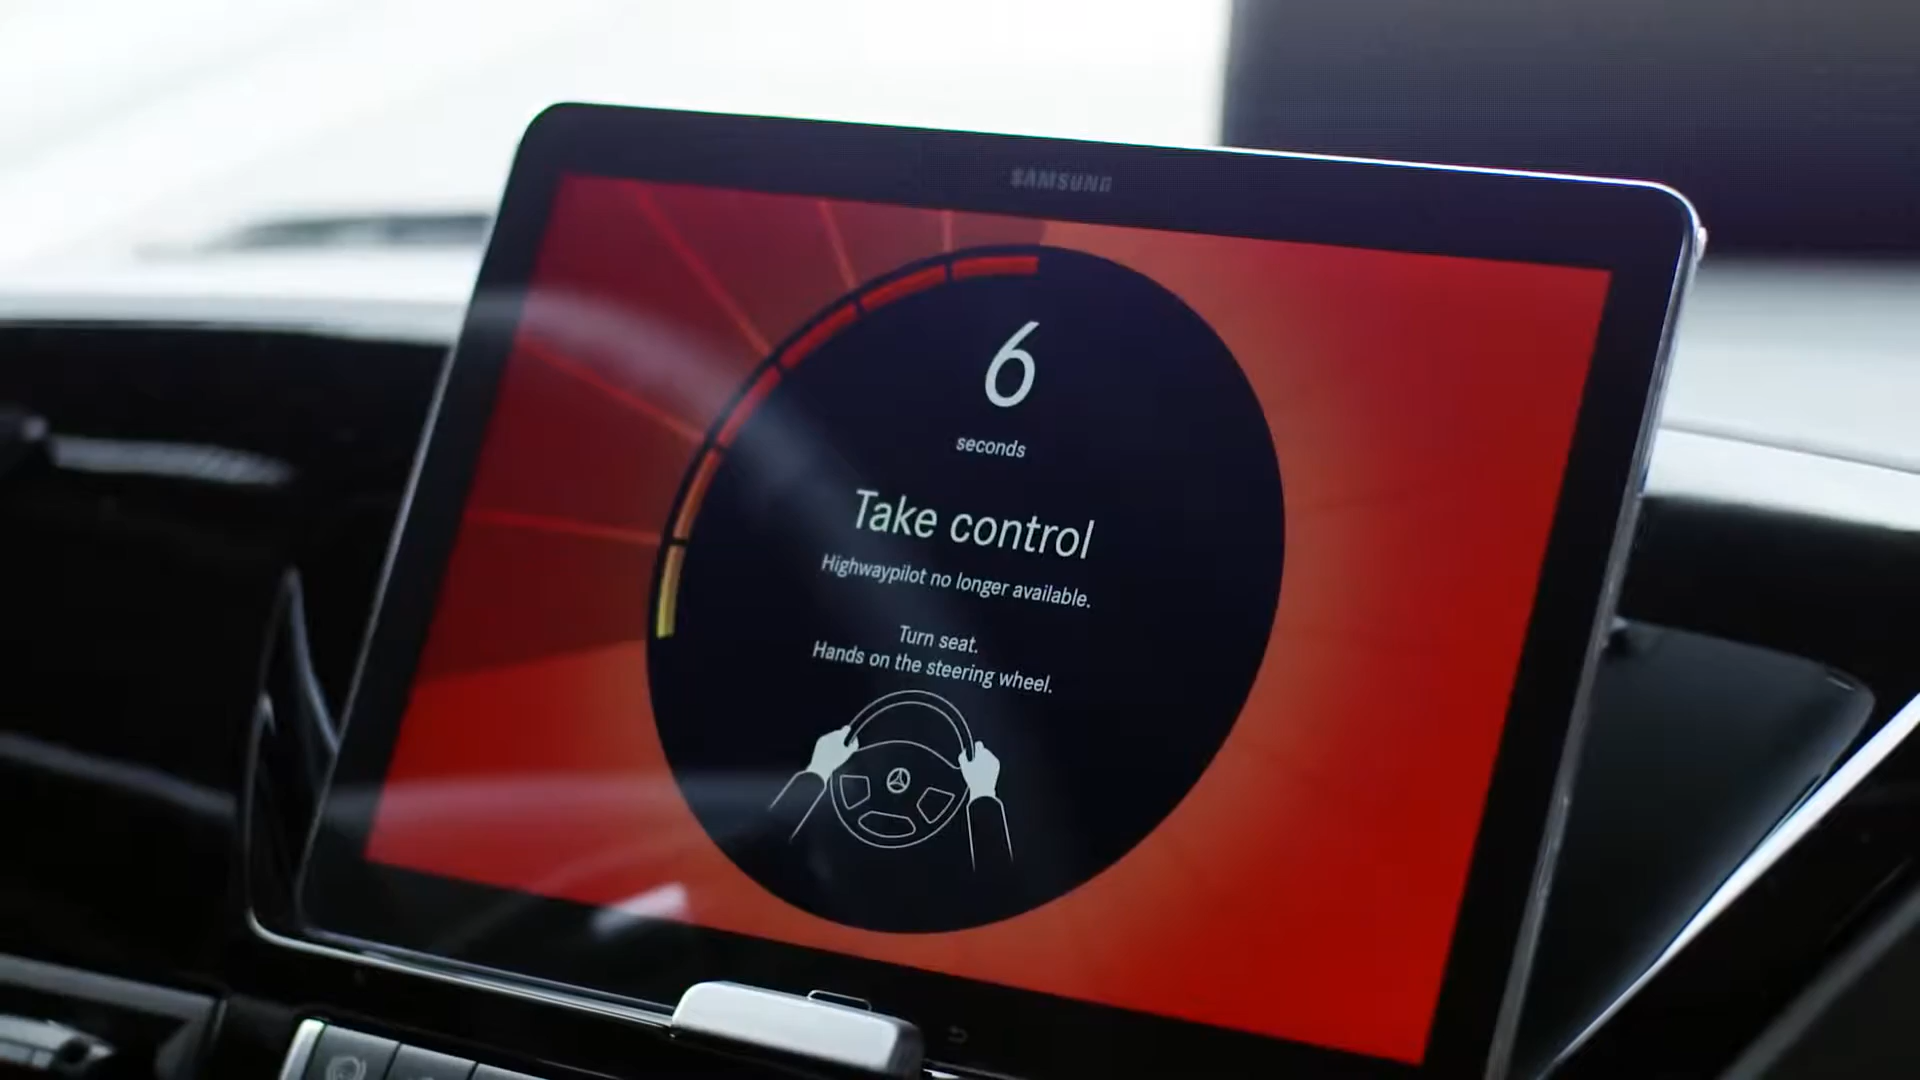 SAMSUNG
6
seconds
Take control
Highwaypilot no longer available.
Turn seat.
Hands on the steering wheel.